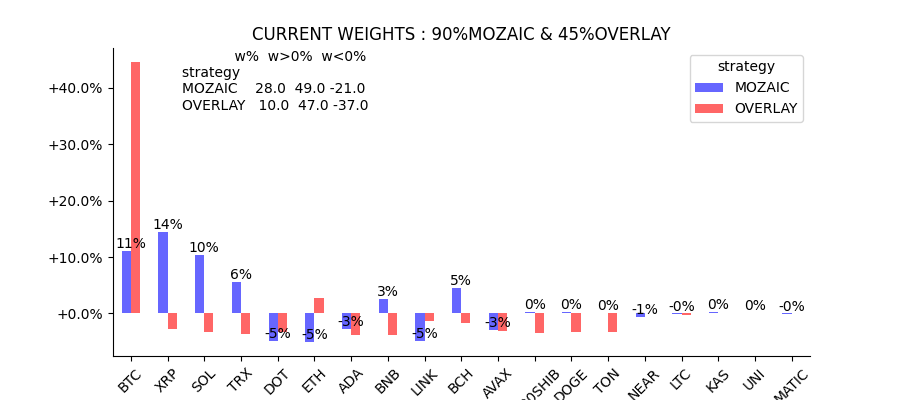 CURRENT WEIGHTS : 90%MOZAIC & 45%OVERLAY
w% w>0% w<0%
strategy
MOZAIC 28.0 49.0 -21.0
OVERLAY 10.0 47.0 -37.0
strategy
MOZAIC
OVERLAY
+40.0%
+30.0%
+20.0%
+10.0%
+0.0%
11% 14% 10% 6% -5% -5% -3% 3% -5% 5% -3% 0% 0% 0% -1% -0% 0% 0% -0%
BTC XRP SOL TRX DOT ETH ADA BNB LINK BCH AVAX 0SHIB DOGE TON NEAR LTC KAS UNI MATIC